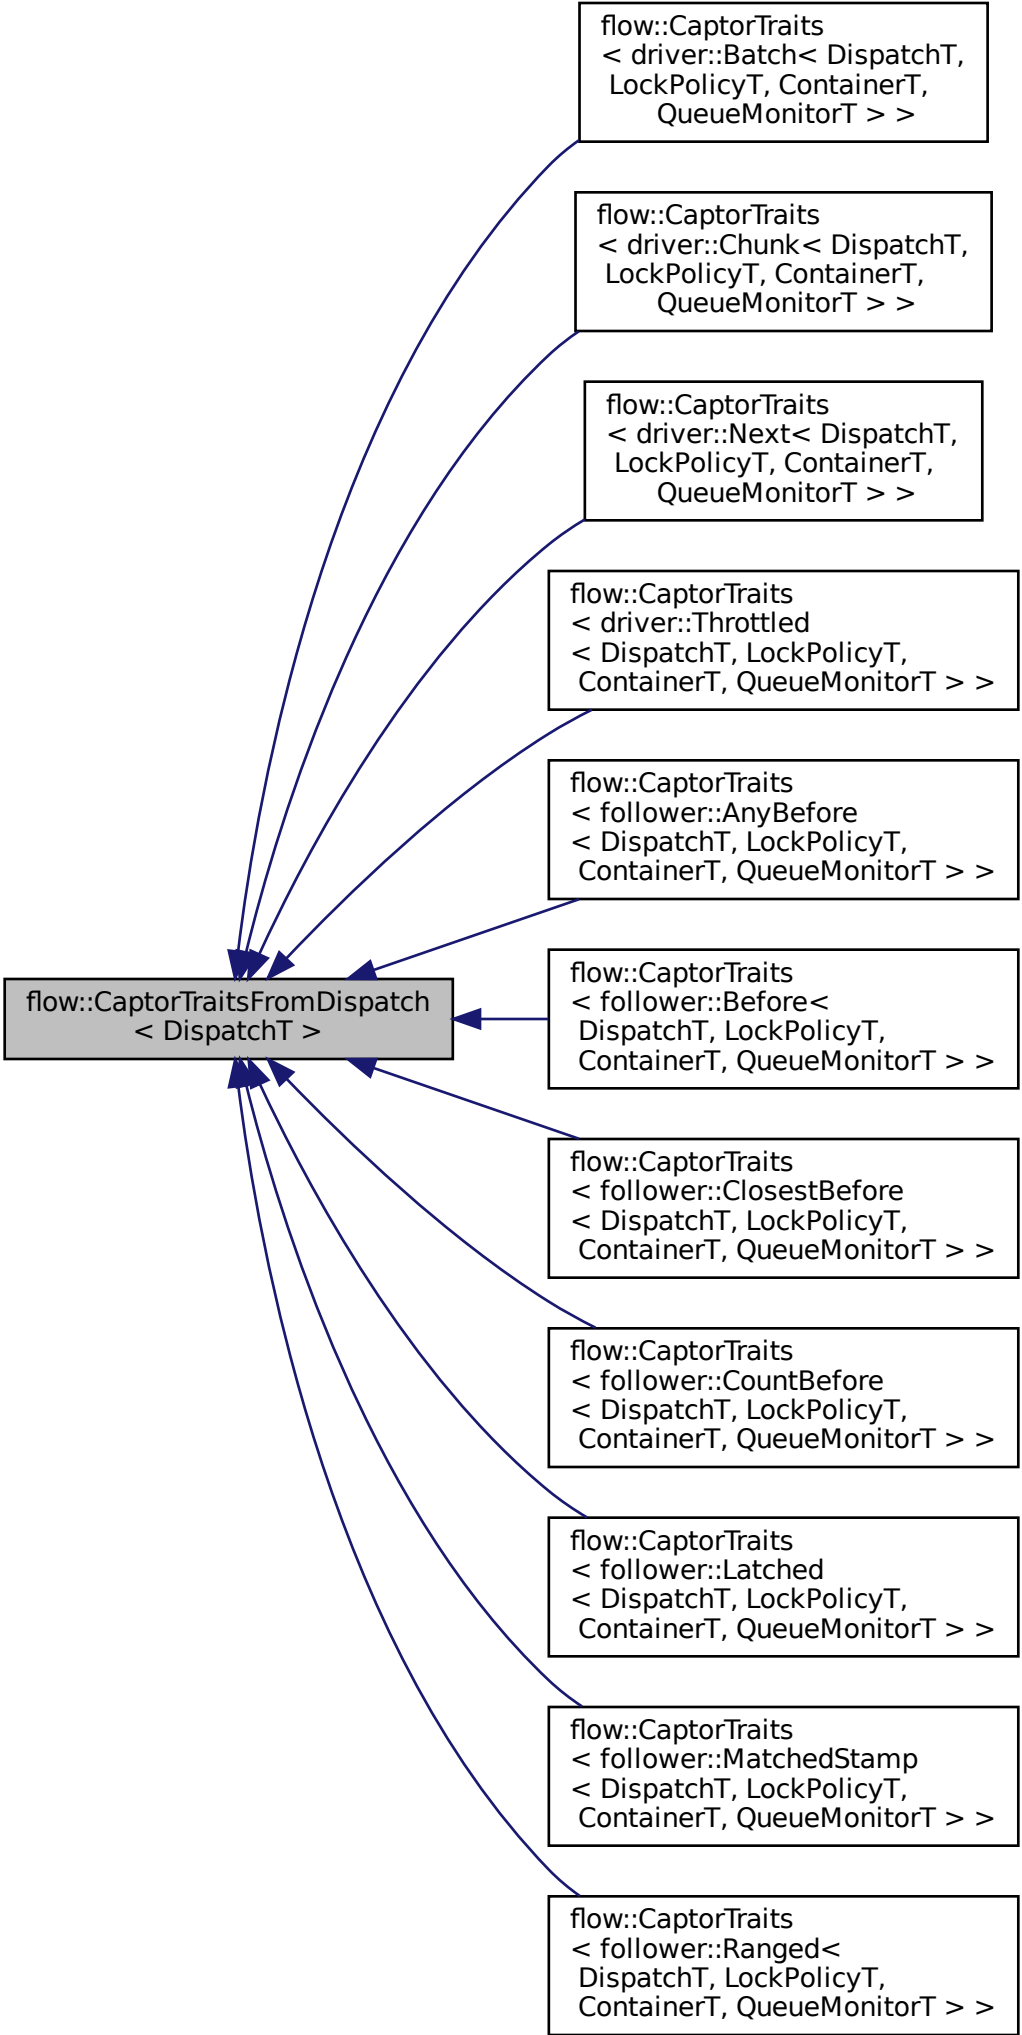 flow::CaptorTraits
< driver::Batch< DispatchT,
LockPolicyT, ContainerT,
QueueMonitorT > >
flow::CaptorTraits
< driver::Chunk< DispatchT,
LockPolicyT, ContainerT,
QueueMonitorT > >
flow::CaptorTraits
< driver::Next< DispatchT,
LockPolicyT, ContainerT,
QueueMonitorT > >
flow::CaptorTraits
< driver::Throttled
< DispatchT, LockPolicyT,
ContainerT, QueueMonitorT > >
flow::CaptorTraits
< follower::AnyBefore
< DispatchT, LockPolicyT,
ContainerT, QueueMonitorT > >
flow::CaptorTraitsFromDispatch
< DispatchT >
flow::CaptorTraits
< follower::Before<
DispatchT, LockPolicyT,
ContainerT, QueueMonitorT > >
flow::CaptorTraits
< follower::ClosestBefore
< DispatchT, LockPolicyT,
ContainerT, QueueMonitorT > >
flow::CaptorTraits
< follower::CountBefore
< DispatchT, LockPolicyT,
ContainerT, QueueMonitorT > >
flow::CaptorTraits
< follower::Latched
< DispatchT, LockPolicyT,
ContainerT, QueueMonitorT > >
flow::CaptorTraits
< follower::MatchedStamp
< DispatchT, LockPolicyT,
ContainerT, QueueMonitorT > >
flow::CaptorTraits
< follower::Ranged<
DispatchT, LockPolicyT,
ContainerT, QueueMonitorT > >